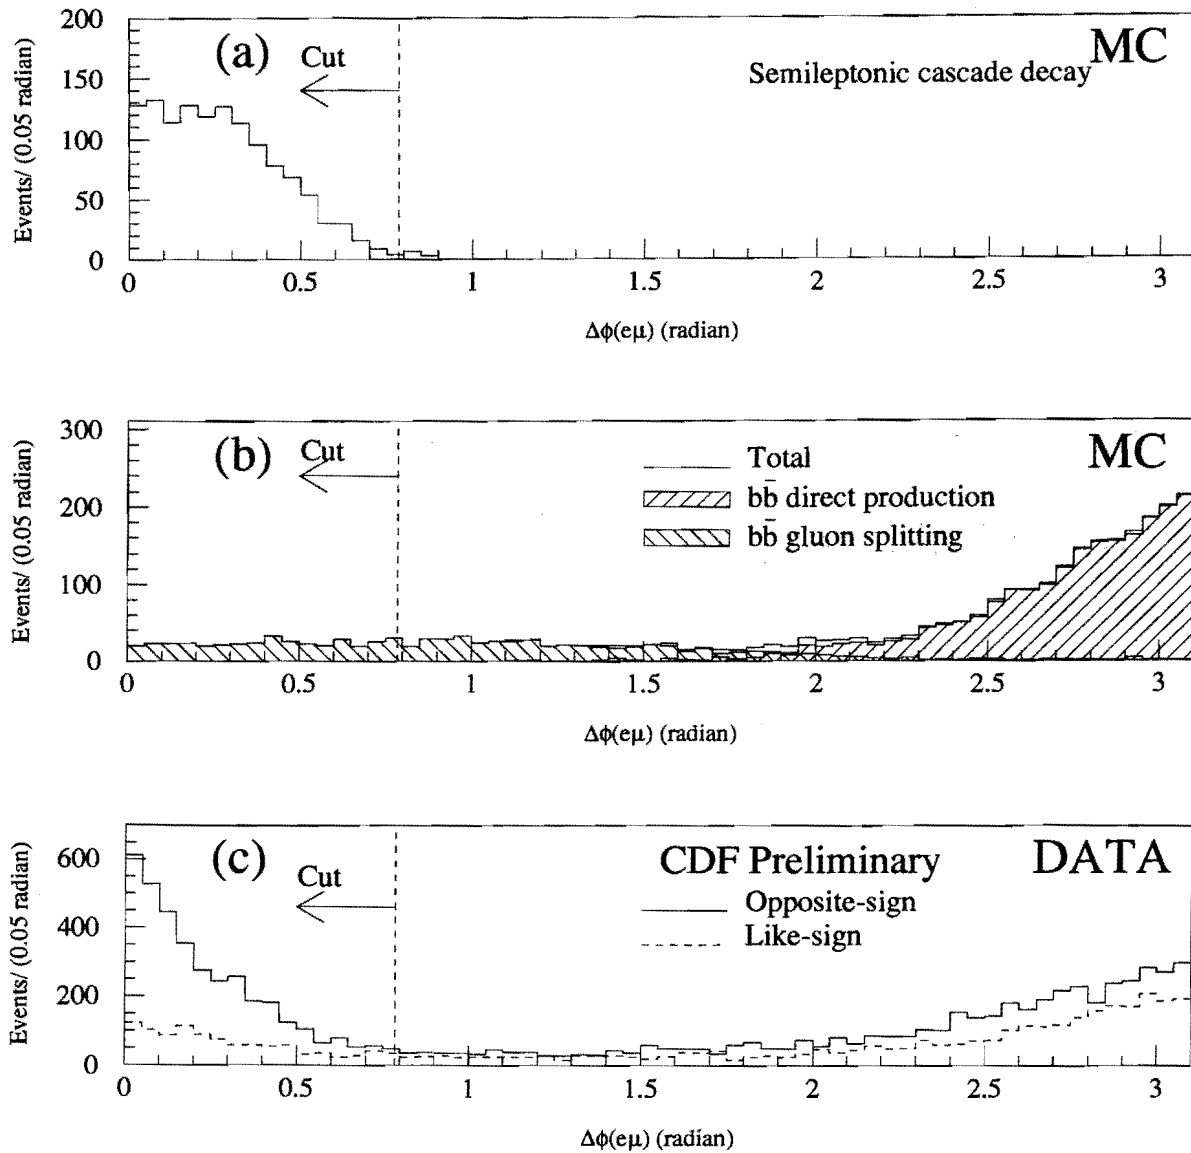 200
(a)
MC
Cut
Semileptonic cascade decay
150
100
50
0
Events/ (0.05 radian)
0 0.5 1 1.5 2 2.5 3
Δϕ(eμ) (radian)
300
(b)
MC
Cut
Total
bb̄ direct production
bb̄ gluon splitting
200
100
0
Events/ (0.05 radian)
0 0.5 1 1.5 2 2.5 3
Δϕ(eμ) (radian)
600
(c)
CDF Preliminary
DATA
Cut
Opposite-sign
Like-sign
400
200
0
Events/ (0.05 radian)
0 0.5 1 1.5 2 2.5 3
Δϕ(eμ) (radian)